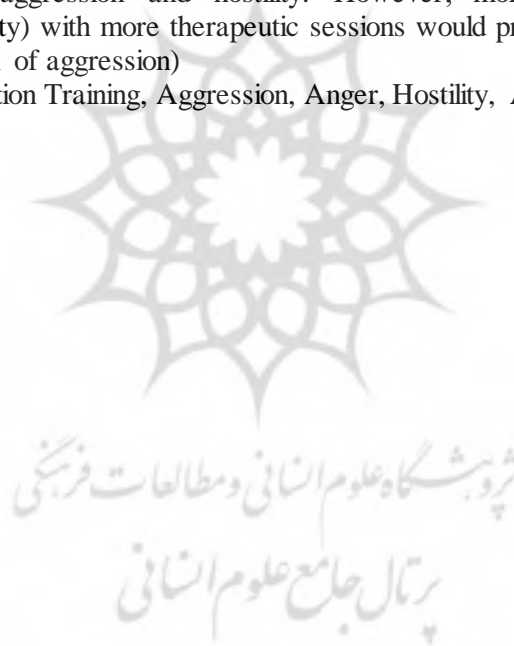 aggression and hostility. However, mor
ty) with more therapeutic sessions would pr
of aggression)
tion Training, Aggression, Anger, Hostility,
پژوهشگاه علوم انسانی و مطالعات فرهنگی
پرتال جامع علوم انسانی